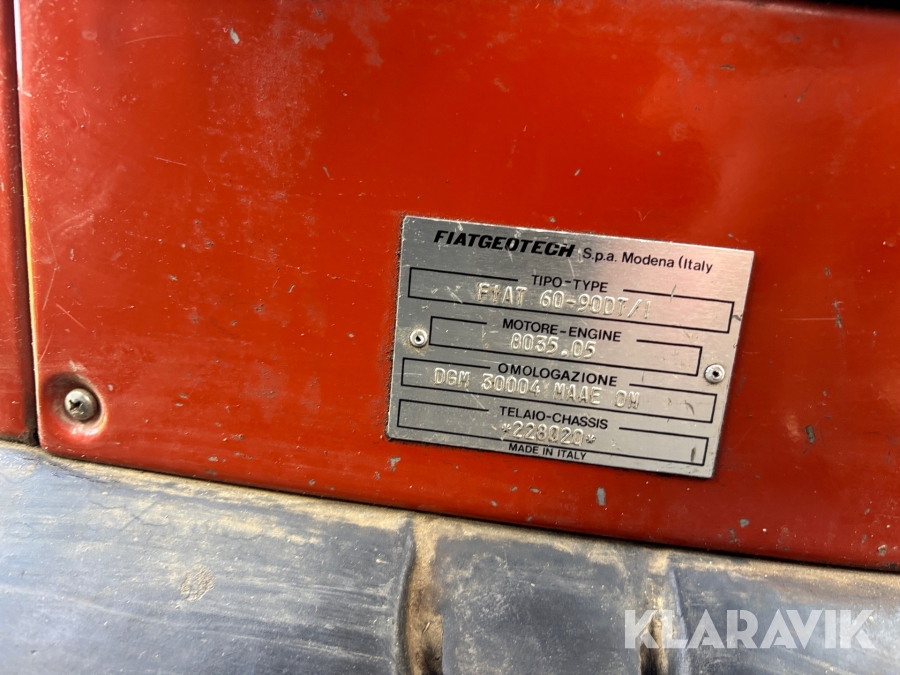 FIATGEOTECH S.p.a. Modena (Italy
TIPO-TYPE
FIAT 60-90DT/1
MOTORE-ENGINE
8035.05
OMOLOGAZIONE
DGM 30004 MAAE OM
TELAIO-CHASSIS
*228020*
MADE IN ITALY
KLARAVIK